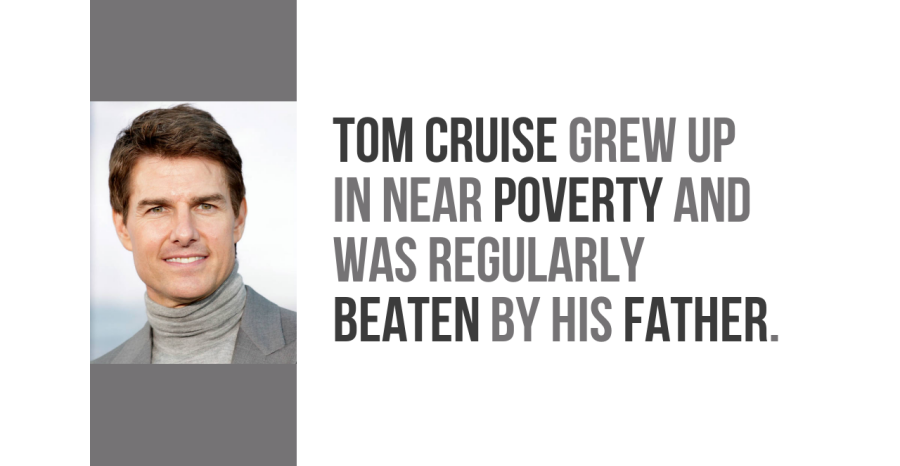 TOM CRUISE GREW UP
IN NEAR POVERTY AND
WAS REGULARLY
BEATEN BY HIS FATHER.